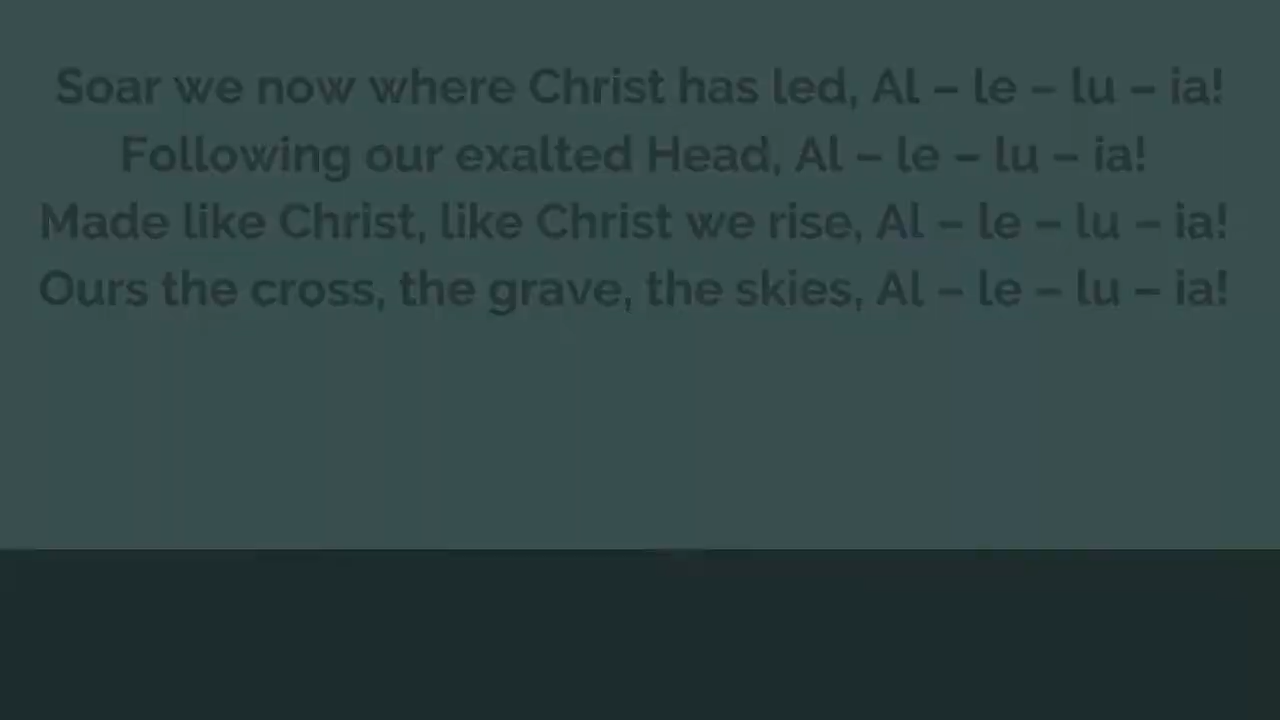 Soar we now where Christ has led, Al – le – lu – ia!
Following our exalted Head, Al – le – lu – ia!
Made like Christ, like Christ we rise, Al – le – lu – ia!
Ours the cross, the grave, the skies, Al – le – lu – ia!